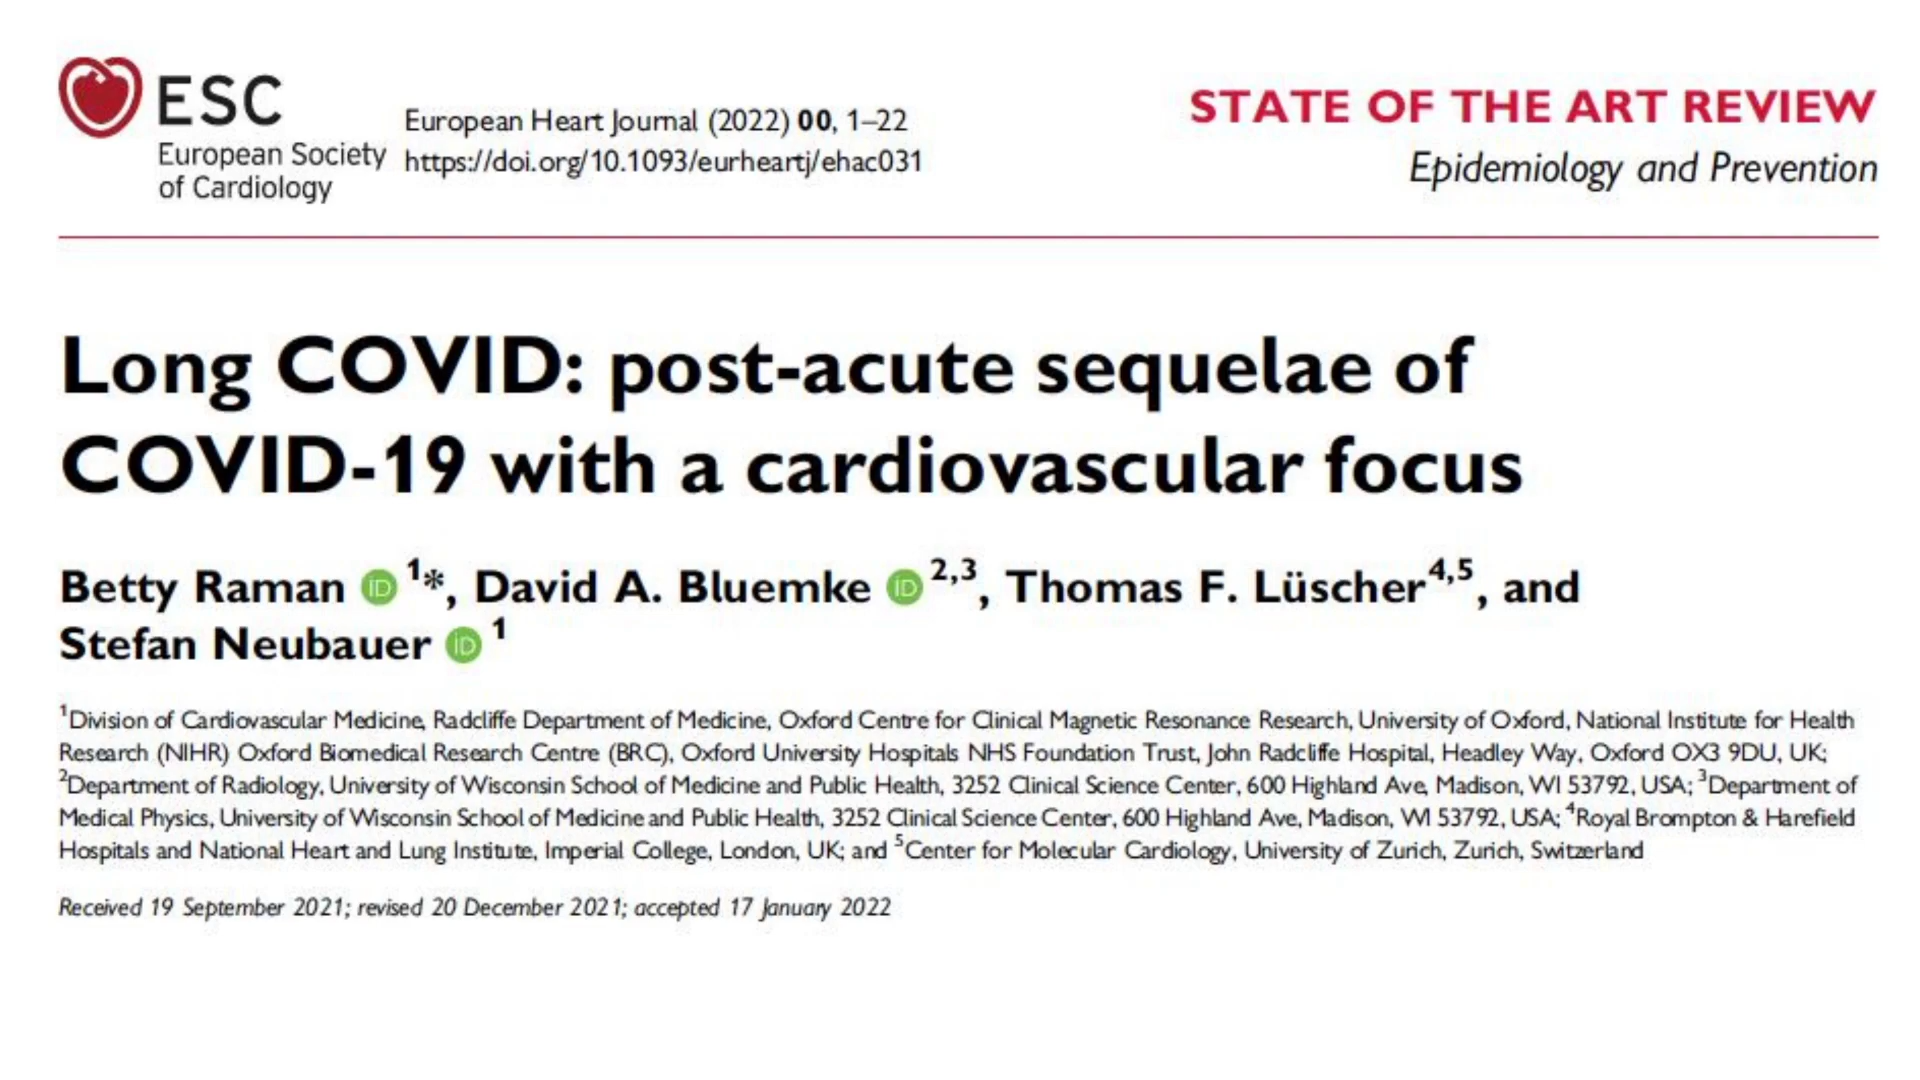 ESC
European Society
of Cardiology
European Heart Journal (2022) 00, 1–22
https://doi.org/10.1093/eurheartj/ehac031
STATE OF THE ART REVIEW
Epidemiology and Prevention
Long COVID: post-acute sequelae of
COVID-19 with a cardiovascular focus
Betty Raman iD 1*, David A. Bluemke iD 2,3, Thomas F. Lüscher4,5, and
Stefan Neubauer iD 1
1Division of Cardiovascular Medicine, Radcliffe Department of Medicine, Oxford Centre for Clinical Magnetic Resonance Research, University of Oxford, National Institute for Health
Research (NIHR) Oxford Biomedical Research Centre (BRC), Oxford University Hospitals NHS Foundation Trust, John Radcliffe Hospital, Headley Way, Oxford OX3 9DU, UK;
2Department of Radiology, University of Wisconsin School of Medicine and Public Health, 3252 Clinical Science Center, 600 Highland Ave, Madison, WI 53792, USA; 3Department of
Medical Physics, University of Wisconsin School of Medicine and Public Health, 3252 Clinical Science Center, 600 Highland Ave, Madison, WI 53792, USA; 4Royal Brompton & Harefield
Hospitals and National Heart and Lung Institute, Imperial College, London, UK; and 5Center for Molecular Cardiology, University of Zurich, Zurich, Switzerland
Received 19 September 2021; revised 20 December 2021; accepted 17 January 2022